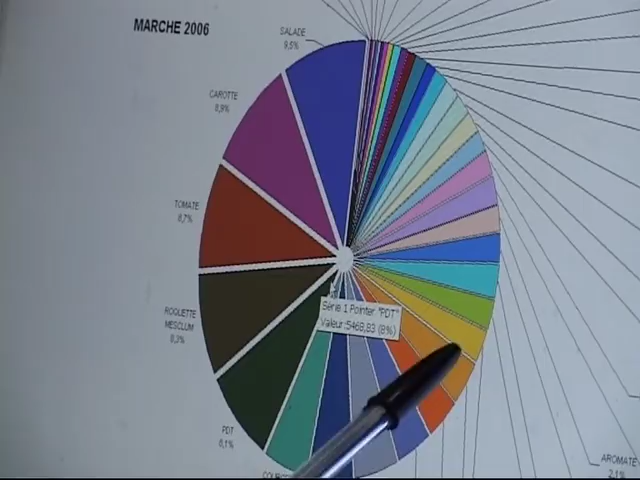 MARCHE 2006
SALADE
9,5%
CAROTTE
8,9%
TOMATE
8,7%
ROQUETTE
MESCLUM
8,3%
Série 1 Pointer "PDT"
Valeur:5468,83 (8%)
PDT
8,1%
AROMATE
2,1%